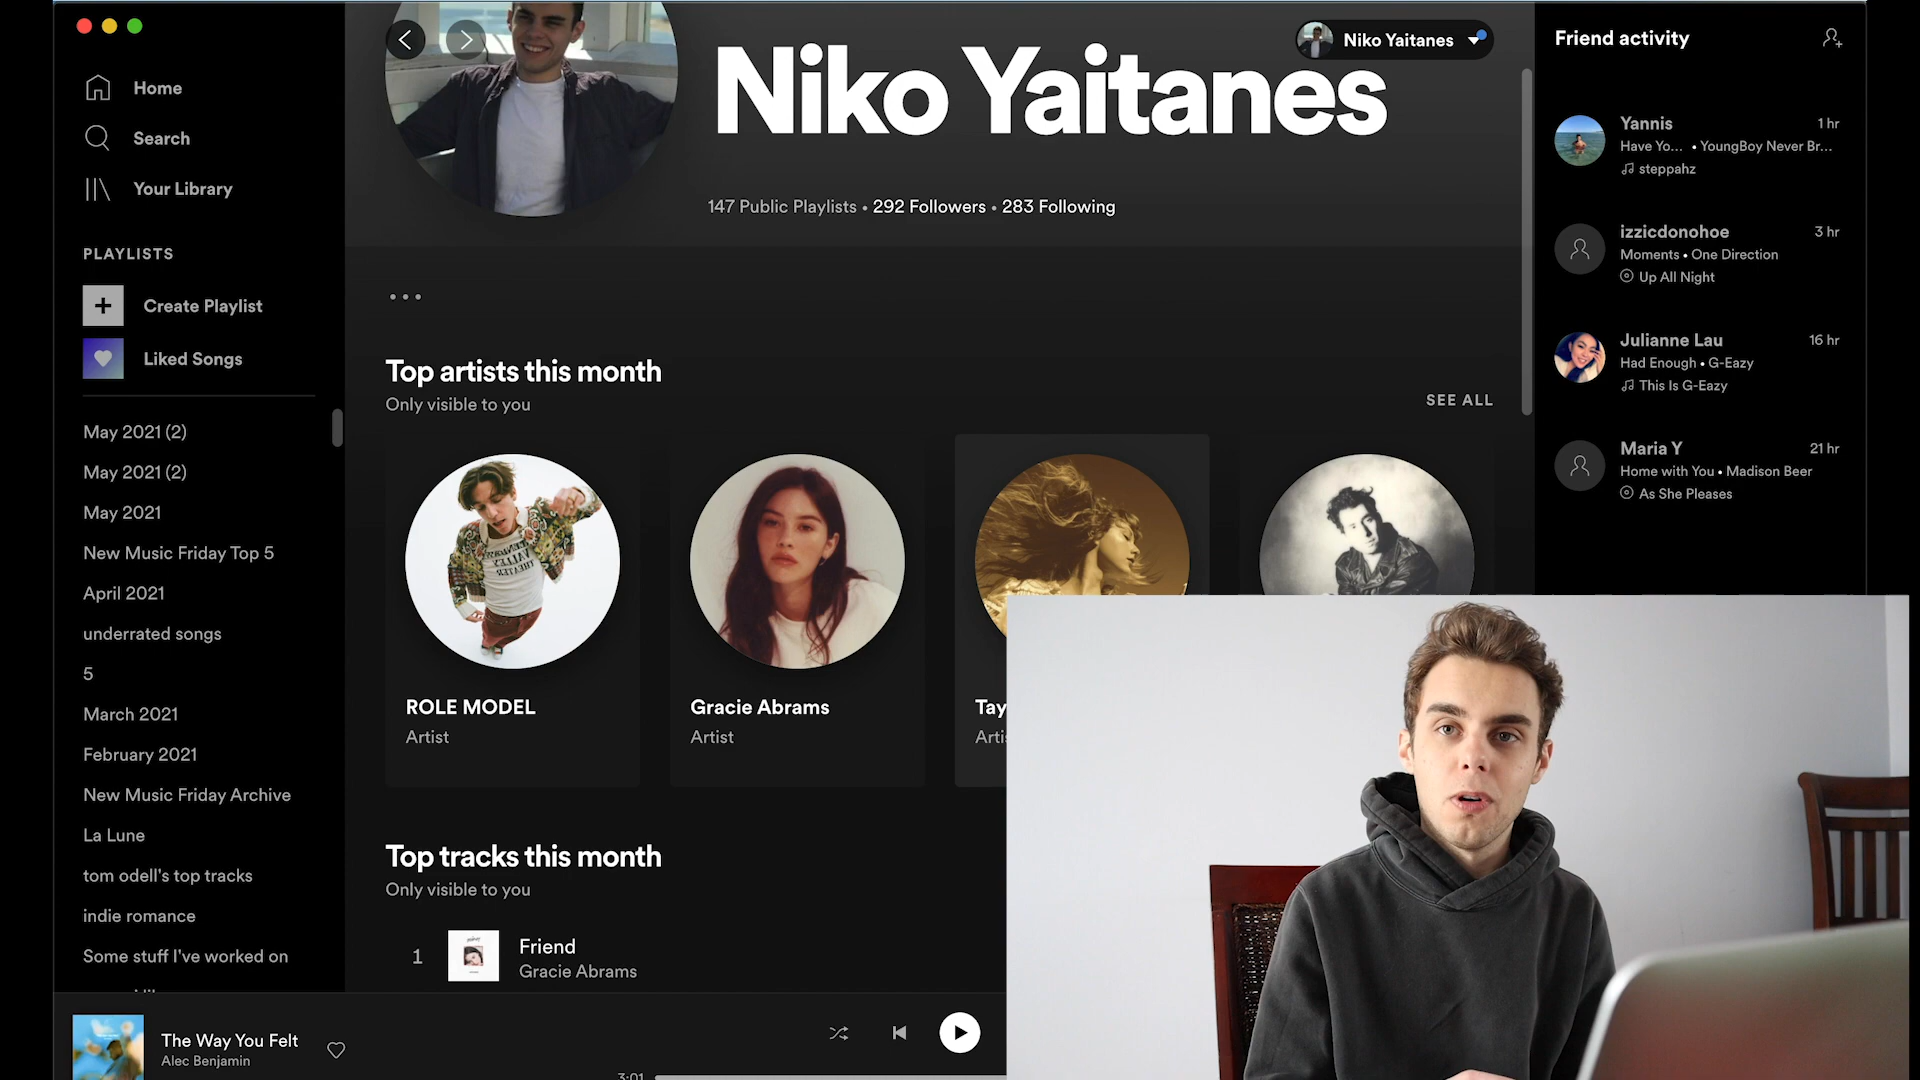 Home
Search
Your Library
PLAYLISTS
Create Playlist
Liked Songs
May 2021 (2)
May 2021 (2)
May 2021
New Music Friday Top 5
April 2021
underrated songs
5
March 2021
February 2021
New Music Friday Archive
La Lune
tom odell's top tracks
indie romance
Some stuff I've worked on
Niko Yaitanes
Niko Yaitanes
147 Public Playlists • 292 Followers • 283 Following
Top artists this month
Only visible to you
SEE ALL
ROLE MODEL
Artist
Gracie Abrams
Artist
Tay
Arti
Top tracks this month
Only visible to you
1
Friend
Gracie Abrams
Friend activity
Yannis
1 hr
Have Yo... • YoungBoy Never Br...
steppahz
izzicdonohoe
3 hr
Moments • One Direction
Up All Night
Julianne Lau
16 hr
Had Enough • G-Eazy
This Is G-Eazy
Maria Y
21 hr
Home with You • Madison Beer
As She Pleases
The Way You Felt
Alec Benjamin
3:01